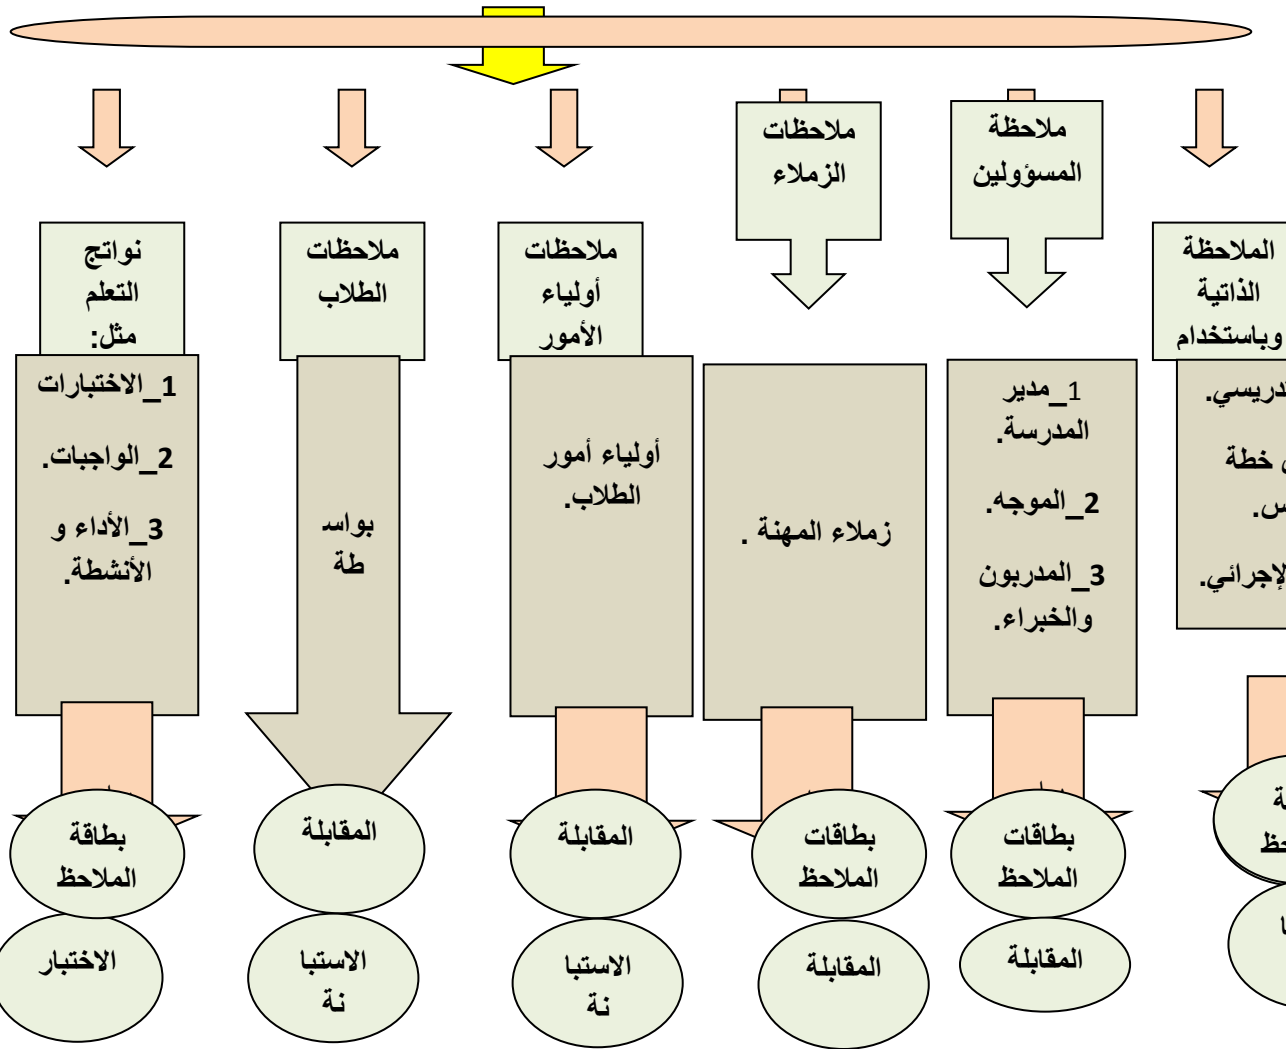 ملاحظات
الزملاء
ملاحظة
المسؤولين
الملاحظة
الذاتية
وباستخدام
ملاحظات
أولياء
الأمور
ملاحظات
الطلاب
نواتج
التعلم
مثل:
خطة
1_مدير
المدرسة.
2_الموجه.
3_المدربون
والخبراء.
زملاء المهنة .
أولياء أمور
الطلاب.
بواسـ
طة
1_الاختبارات
2_الواجبات.
3_الأداء و
الأنشطة.
بطاقات
الملاحظ
المقابلة
بطاقات
الملاحظ
المقابلة
المقابلة
الاستبا
نة
المقابلة
الاستبا
نة
بطاقة
الملاحظ
الاختبار